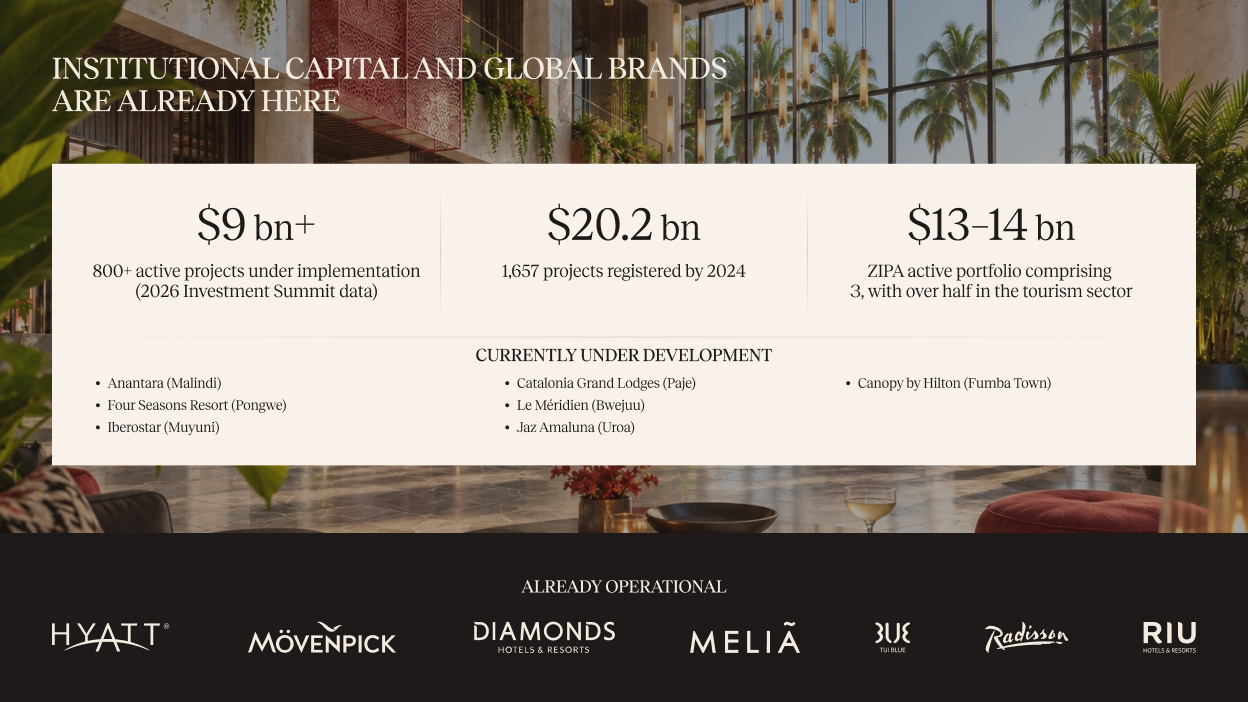 INSTITUTIONAL CAPITAL AND GLOBAL BRANDS
ARE ALREADY HERE
$9 bn+
800+ active projects under implementation
(2026 Investment Summit data)
$20.2 bn
1,657 projects registered by 2024
$13–14 bn
ZIPA active portfolio comprising
3, with over half in the tourism sector
CURRENTLY UNDER DEVELOPMENT
• Anantara (Malindi)
• Four Seasons Resort (Pongwe)
• Iberostar (Muyuni)
• Catalonia Grand Lodges (Paje)
• Le Méridien (Bwejuu)
• Jaz Amaluna (Uroa)
• Canopy by Hilton (Fumba Town)
ALREADY OPERATIONAL
HYATT®
MÖVENPICK
DIAMONDS
HOTELS & RESORTS
MELIÃ
BLUE
TUI BLUE
Radisson
RIU
HOTELS & RESORTS